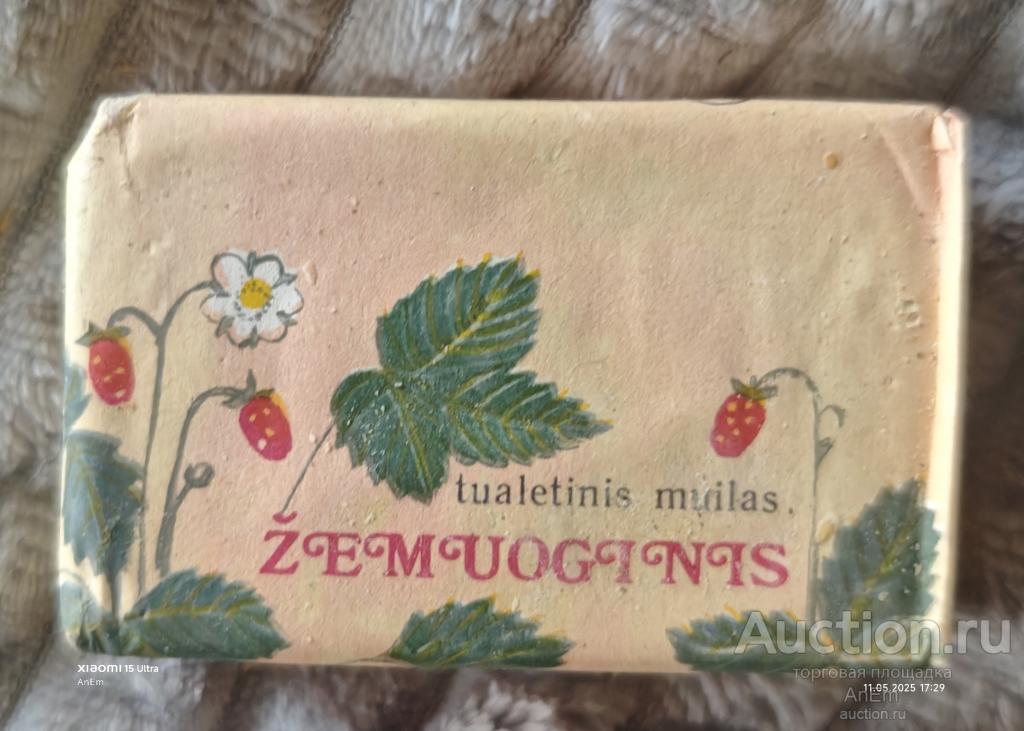 tualetinis muilas.
ŽEMUOGINIS
Auction.ru
торговая площадка
XIAOMI 15 Ultra
AnEm
11.05.2025 17:29
AnEm
auction.ru